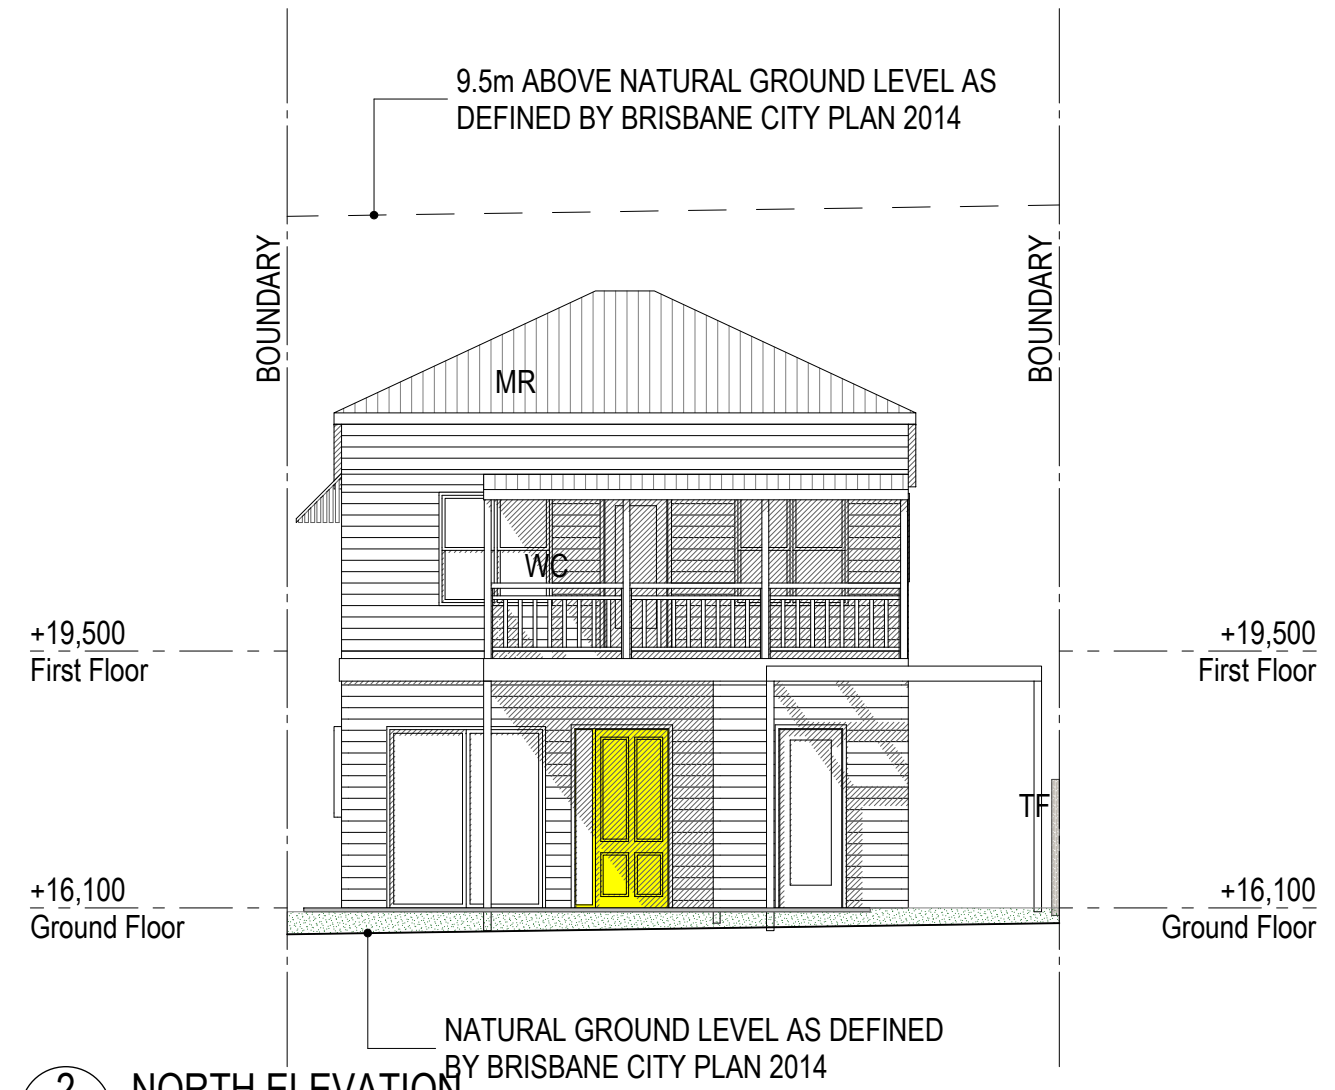 9.5m ABOVE NATURAL GROUND LEVEL AS
DEFINED BY BRISBANE CITY PLAN 2014
BOUNDARY
BOUNDARY
MR
WC
+19,500
First Floor
+19,500
First Floor
TF
+16,100
Ground Floor
+16,100
Ground Floor
NATURAL GROUND LEVEL AS DEFINED
BY BRISBANE CITY PLAN 2014
2 NORTH ELEVATION